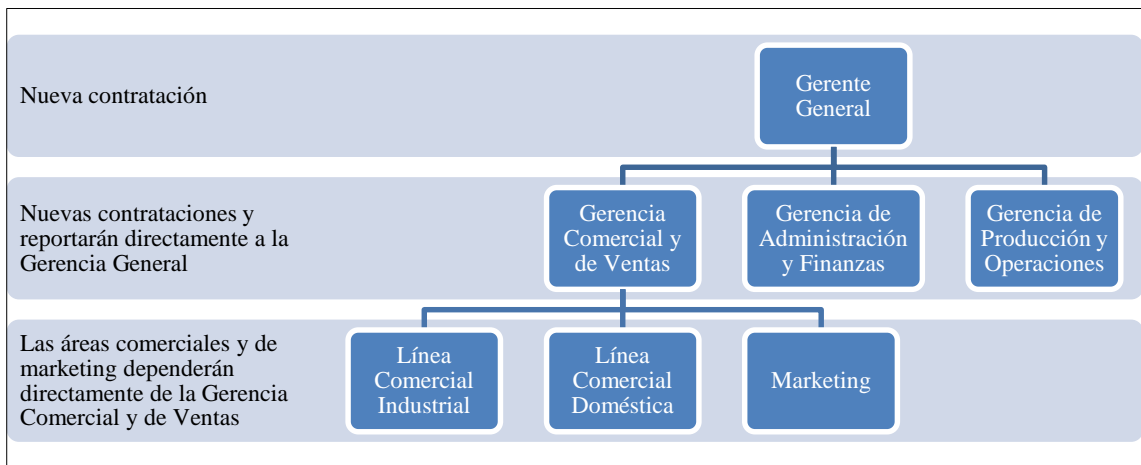 Nueva contratación
Gerente
General
Nuevas contrataciones y
reportarán directamente a la
Gerencia General
Gerencia
Comercial y
de Ventas
Gerencia de
Administración
y Finanzas
Gerencia de
Producción y
Operaciones
Las áreas comerciales y de
marketing dependerán
directamente de la Gerencia
Comercial y de Ventas
Línea
Comercial
Industrial
Línea
Comercial
Doméstica
Marketing